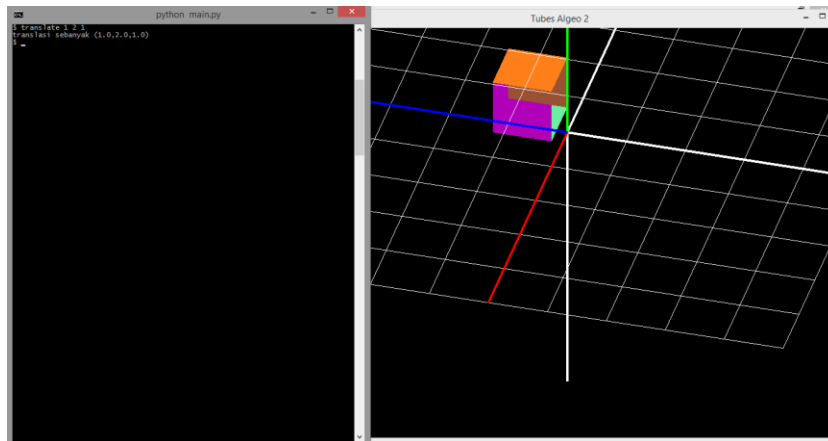 python main.py
$ translate 1 2 1
translasi sebanyak (1.0,2.0,1.0)
$
Tubes Algeo 2